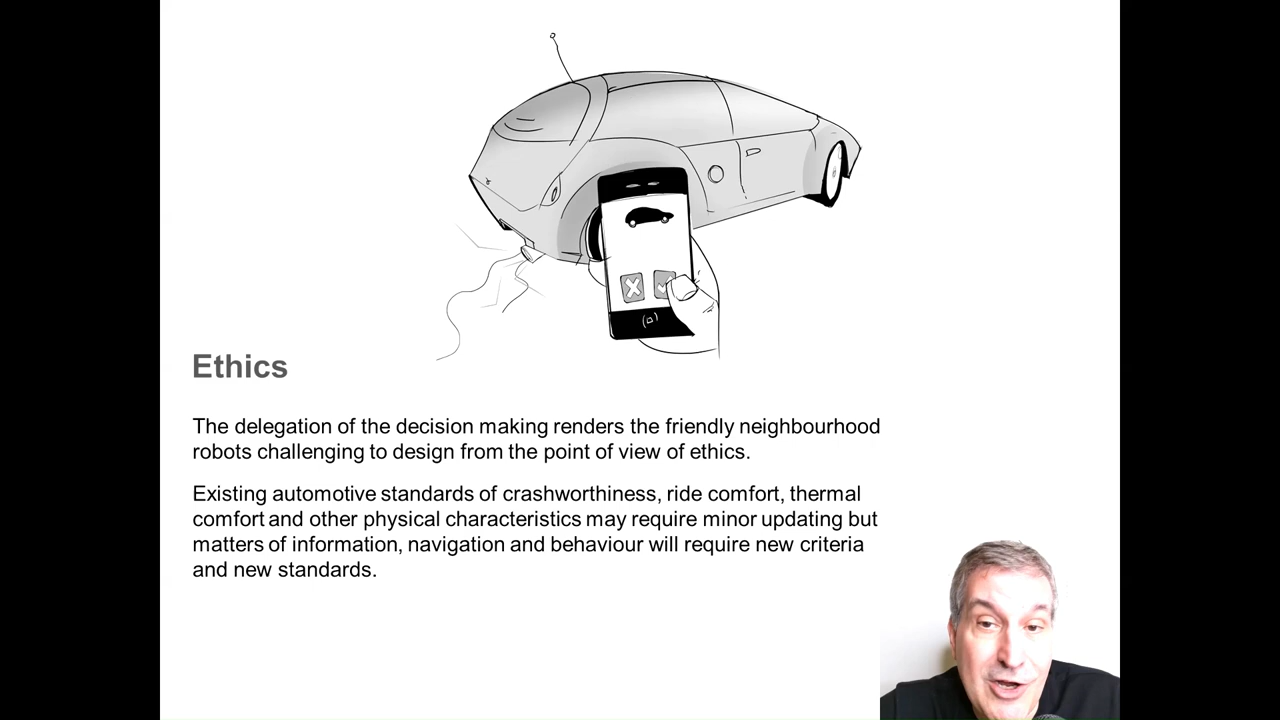 Ethics
The delegation of the decision making renders the friendly neighbourhood
robots challenging to design from the point of view of ethics.
Existing automotive standards of crashworthiness, ride comfort, thermal
comfort and other physical characteristics may require minor updating but
matters of information, navigation and behaviour will require new criteria
and new standards.